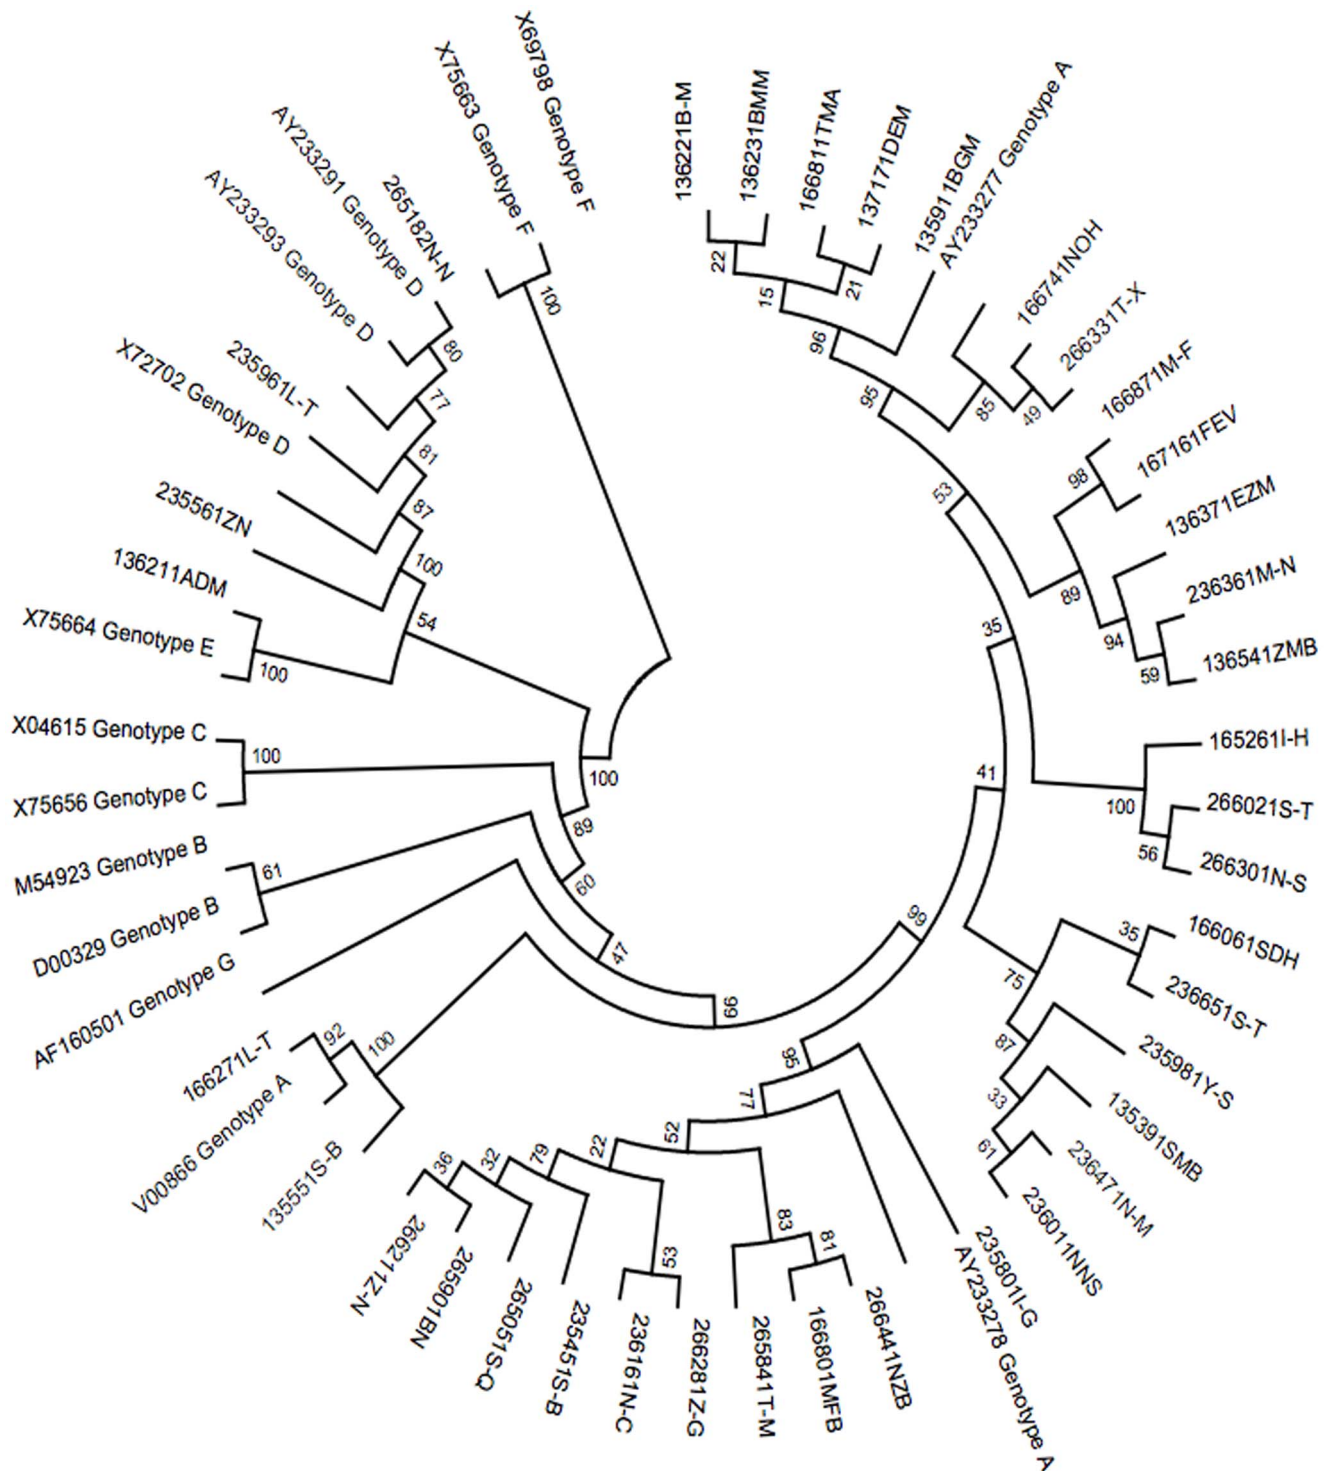 X69798 Genotype F
X75663 Genotype F
AY233291 Genotype D
265182N-N
AY233293 Genotype D
235961L-T
X72702 Genotype D
235561ZN
136211ADM
X75664 Genotype E
X04615 Genotype C
X75656 Genotype C
M54923 Genotype B
D00329 Genotype B
AF160501 Genotype G
166271L-T
V00866 Genotype A
135551S-B
266211Z-N
265901BN
265051S-Q
235451S-B
236161N-C
266281Z-G
265841T-M
166801MFB
266441NZB
AY233278 Genotype A
235801I-G
236011NNS
236471N-M
135391SMB
235981Y-S
236651S-T
166061SDH
266301N-S
266021S-T
165261I-H
136541ZMB
236361M-N
136371EZM
167161FEV
166871M-F
266331T-X
166741NOH
AY233277 Genotype A
135911BGM
137171DEM
166811TMA
136231BMM
136221B-M
100
80
77
81
87
100
54
100
100
100
89
61
60
47
99
99
92
100
36
32
79
22
53
52
83
81
77
95
41
75
35
87
33
61
35
100
56
53
89
98
94
59
95
85
49
96
15
22
21